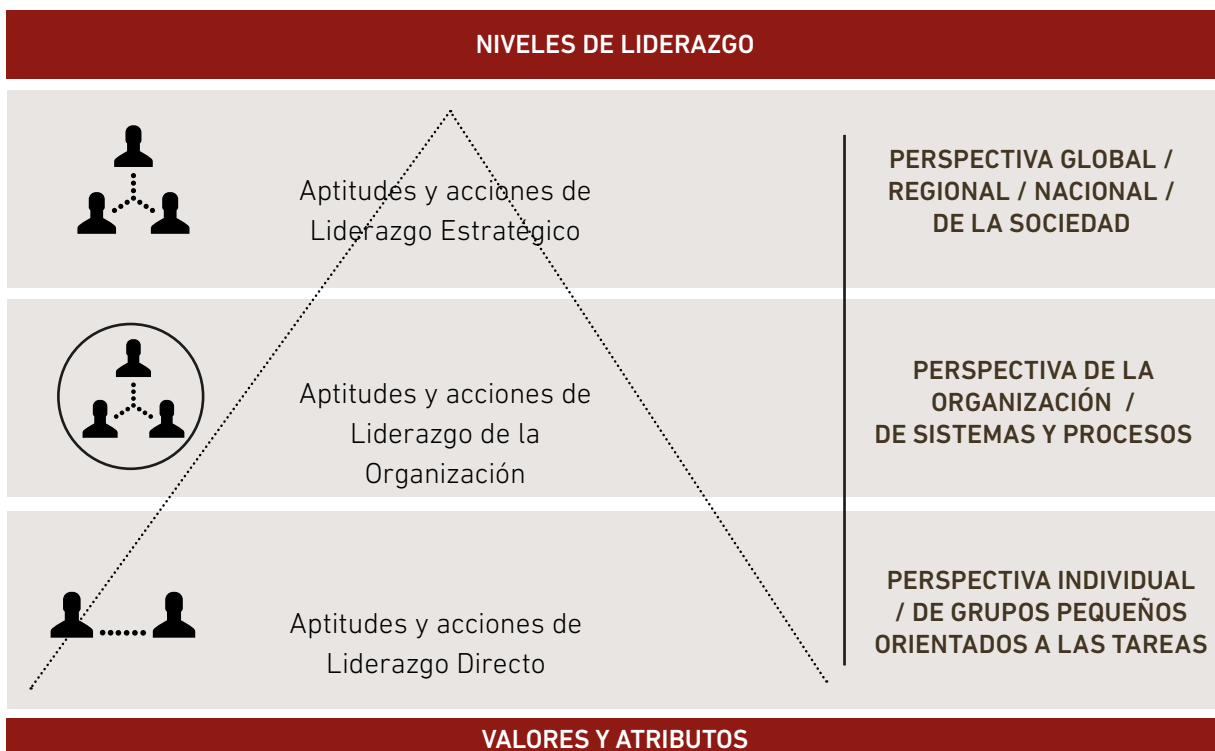 NIVELES DE LIDERAZGO
Aptitudes y acciones de
Liderazgo Estratégico
PERSPECTIVA GLOBAL /
REGIONAL / NACIONAL /
DE LA SOCIEDAD
Aptitudes y acciones de
Liderazgo de la
Organización
PERSPECTIVA DE LA
ORGANIZACIÓN /
DE SISTEMAS Y PROCESOS
Aptitudes y acciones de
Liderazgo Directo
PERSPECTIVA INDIVIDUAL
/ DE GRUPOS PEQUEÑOS
ORIENTADOS A LAS TAREAS
VALORES Y ATRIBUTOS